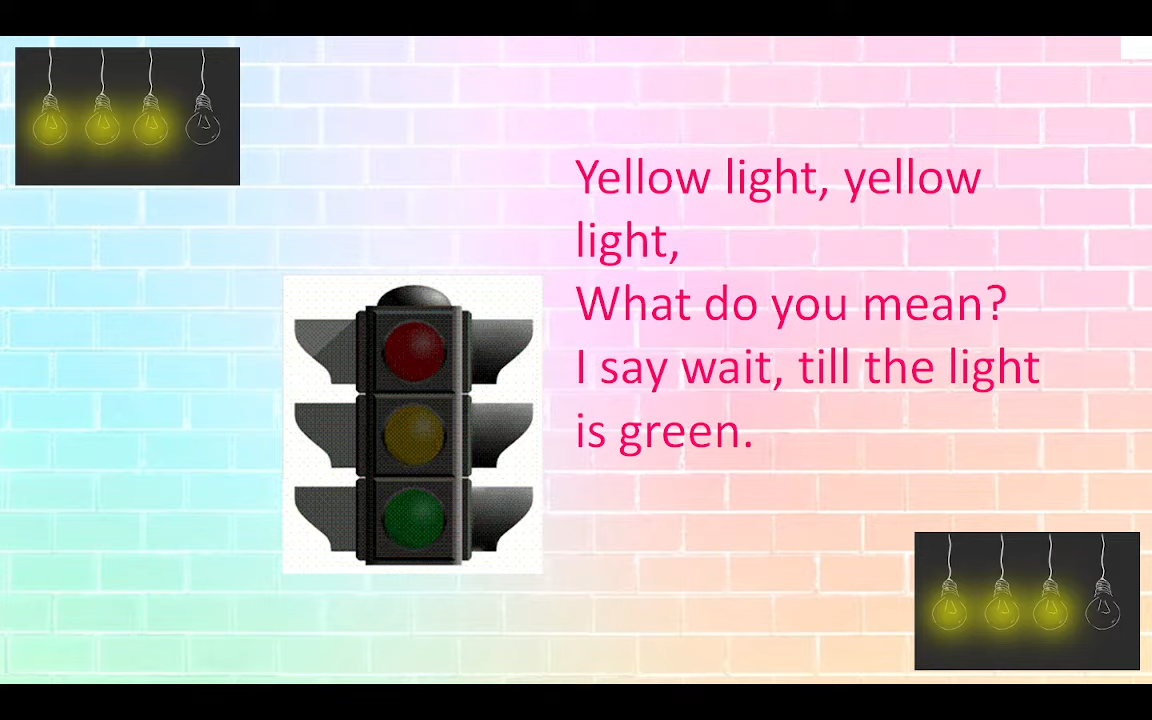 Yellow light, yellow
light,
What do you mean?
I say wait, till the light
is green.